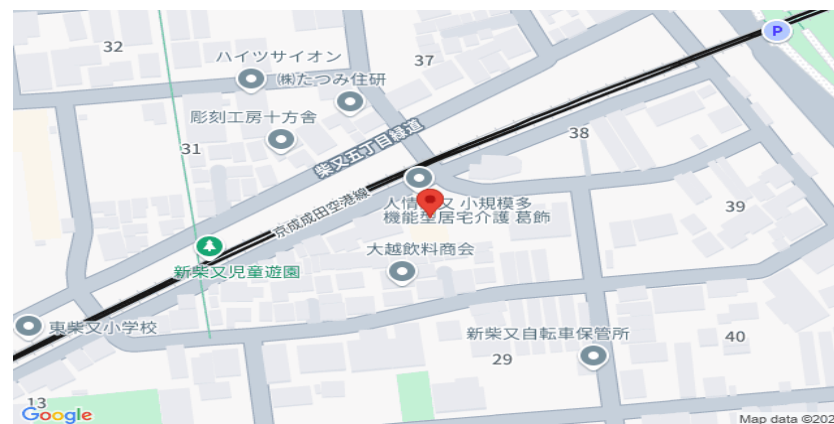 32
ハイツサイオン
37
P
㈱たつみ住研
彫刻工房十方舎
38
31
柴又五丁目緑道
京成成田空港線
人情
又 小規模多
機能型居宅介護 葛飾
39
大越飲料商会
新柴又児童遊園
東柴又小学校
新柴又自転車保管所
40
29
13
Google
Map data ©202